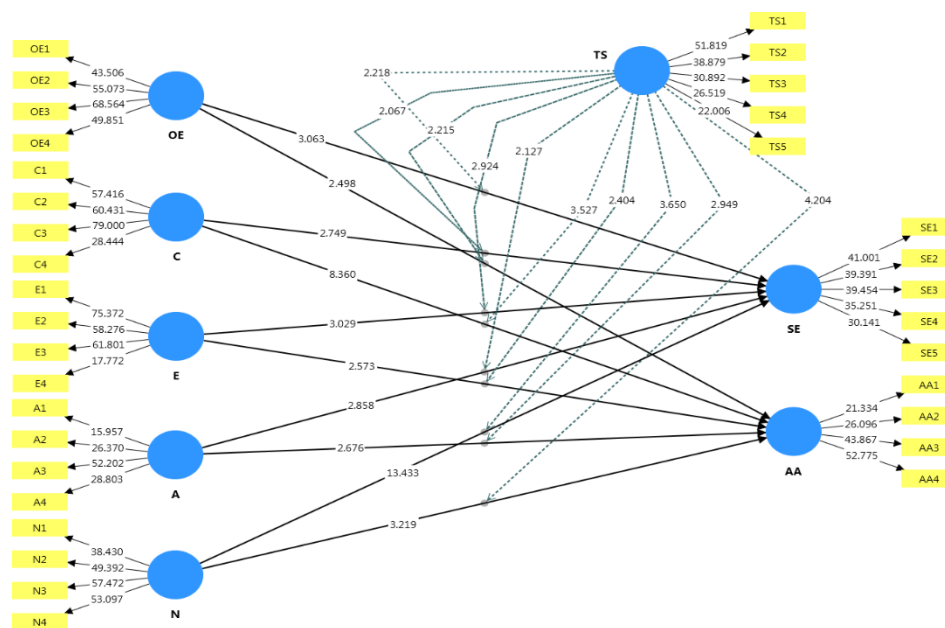 OE1
OE2
OE3
OE4
43.506
55.073
68.564
49.851
OE
C1
C2
C3
C4
57.416
60.431
79.000
28.444
C
E1
E2
E3
E4
75.372
58.276
61.801
17.772
E
A1
A2
A3
A4
15.957
26.370
52.202
28.803
A
N1
N2
N3
N4
38.430
49.392
57.472
53.097
N
TS
TS1
TS2
TS3
TS4
TS5
51.819
38.879
30.892
26.519
22.006
2.218
2.067
2.215
2.924
2.127
3.527
2.404
3.650
2.949
4.204
3.063
2.498
2.749
8.360
3.029
2.573
2.858
2.676
13.433
3.219
SE
41.001
39.391
39.454
35.251
30.141
SE1
SE2
SE3
SE4
SE5
AA
21.334
26.096
43.867
52.775
AA1
AA2
AA3
AA4